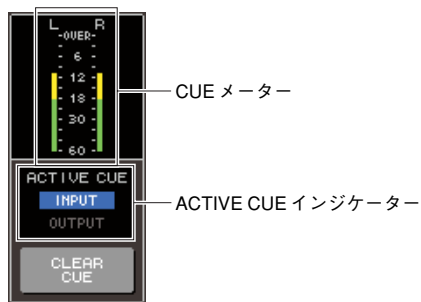 L R
-OVER-
6
12
18
30
60
CUE メーター
ACTIVE CUE
INPUT
ACTIVE CUE インジケーター
OUTPUT
CLEAR
CUE